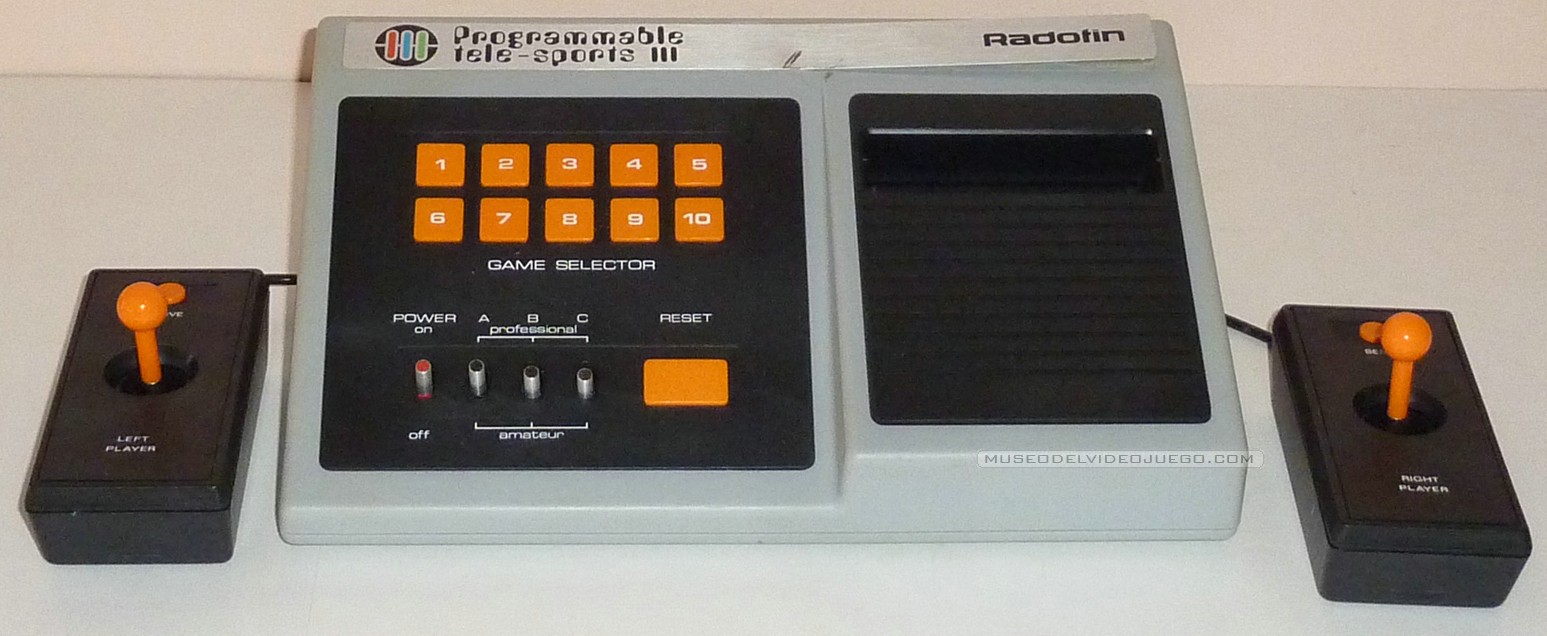 Programmable
tele-sports III
Radofin
1 2 3 4 5
6 7 8 9 10
GAME SELECTOR
POWER A B C RESET
on professional
off amateur
LEFT
PLAYER
RIGHT
PLAYER
MUSEODELVIDEOJUEGO.COM